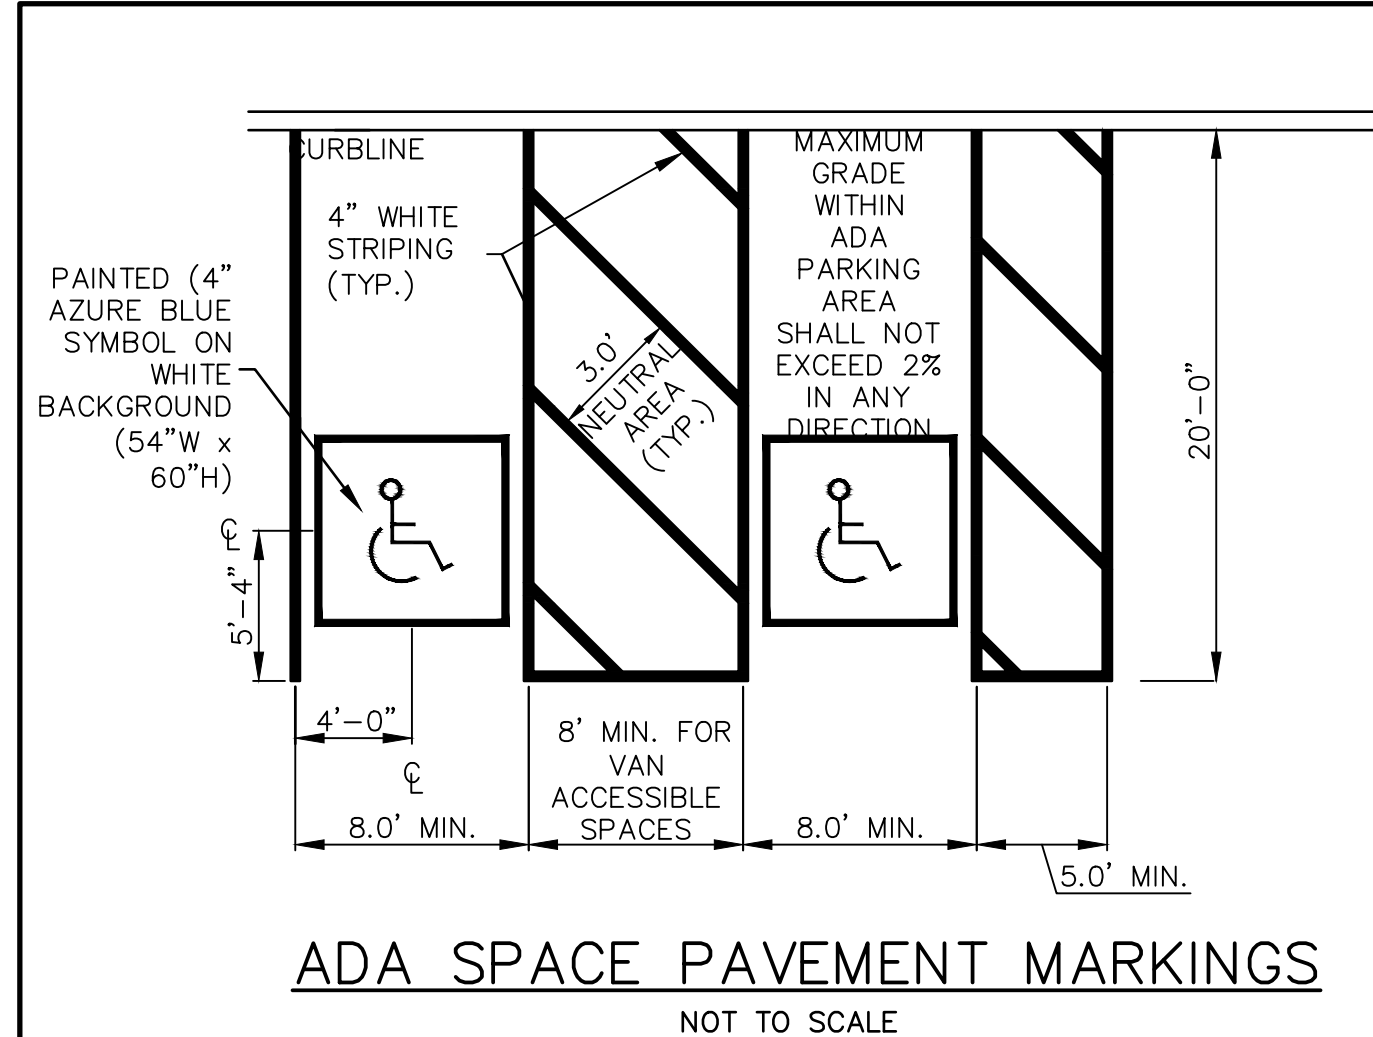 CURBLINE
4” WHITE
STRIPING
(TYP.)
PAINTED (4”
AZURE BLUE
SYMBOL ON
WHITE
BACKGROUND
(54”W x
60”H)
MAXIMUM
GRADE
WITHIN
ADA
PARKING
AREA
SHALL NOT
EXCEED 2%
IN ANY
DIRECTION
3.0’
NEUTRAL
AREA
(TYP.)
20’-0”
℄
5’-4”
4’-0”
℄
8’ MIN. FOR
VAN
ACCESSIBLE
SPACES
8.0’ MIN.
8.0’ MIN.
5.0’ MIN.
ADA SPACE PAVEMENT MARKINGS
NOT TO SCALE